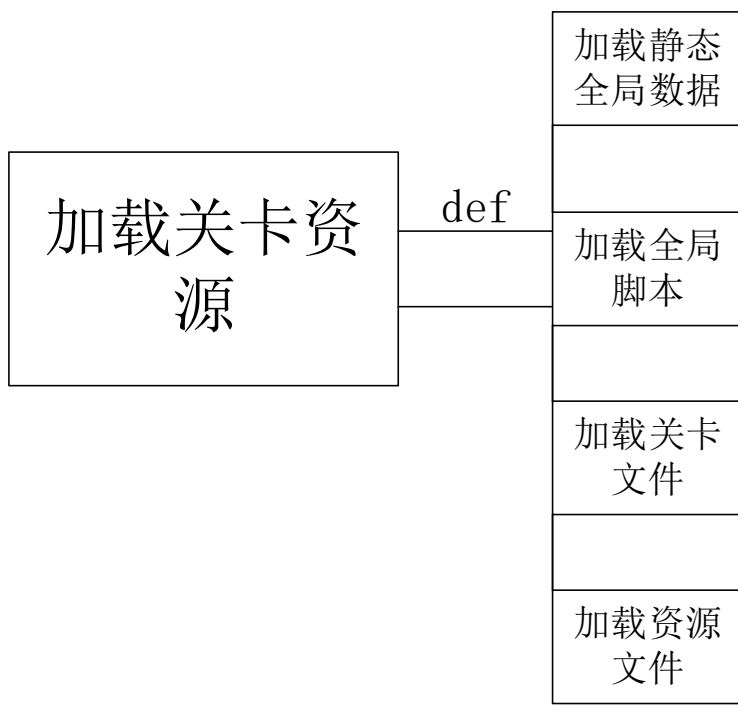 加载关卡资
源
def
加载静态
全局数据
加载全局
脚本
加载关卡
文件
加载资源
文件